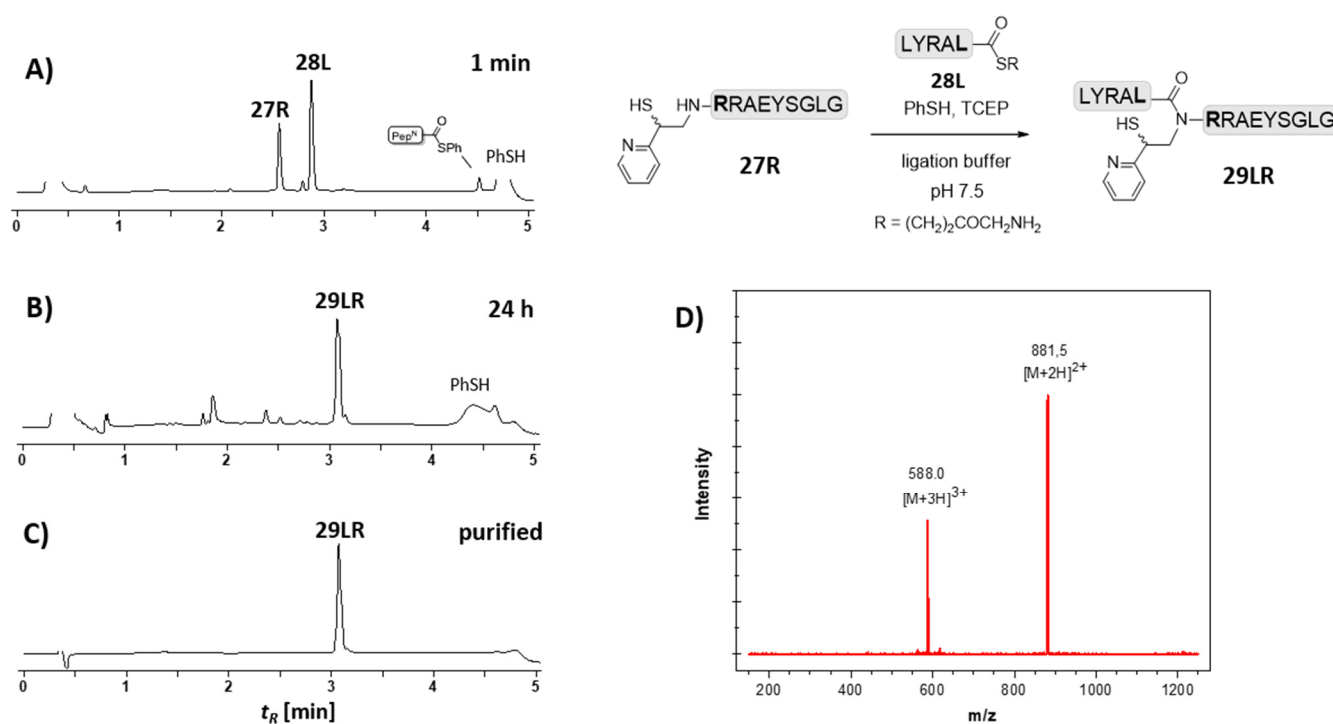 A)
1 min
27R
28L
Pep^N
O
SPh
PhSH
0 1 2 3 4 5
B)
24 h
29LR
PhSH
0 1 2 3 4 5
C)
purified
29LR
0 1 2 3 4 5
t_R [min]
HS
HN
RRAEYSGLG
N
27R
LYRAL
O
SR
28L
PhSH, TCEP
ligation buffer
pH 7.5
R = (CH2)2COCH2NH2
LYRAL
O
HS
N
RRAEYSGLG
N
29LR
D)
881,5
[M+2H]2+
588.0
[M+3H]3+
Intensity
200 400 600 800 1000 1200
m/z